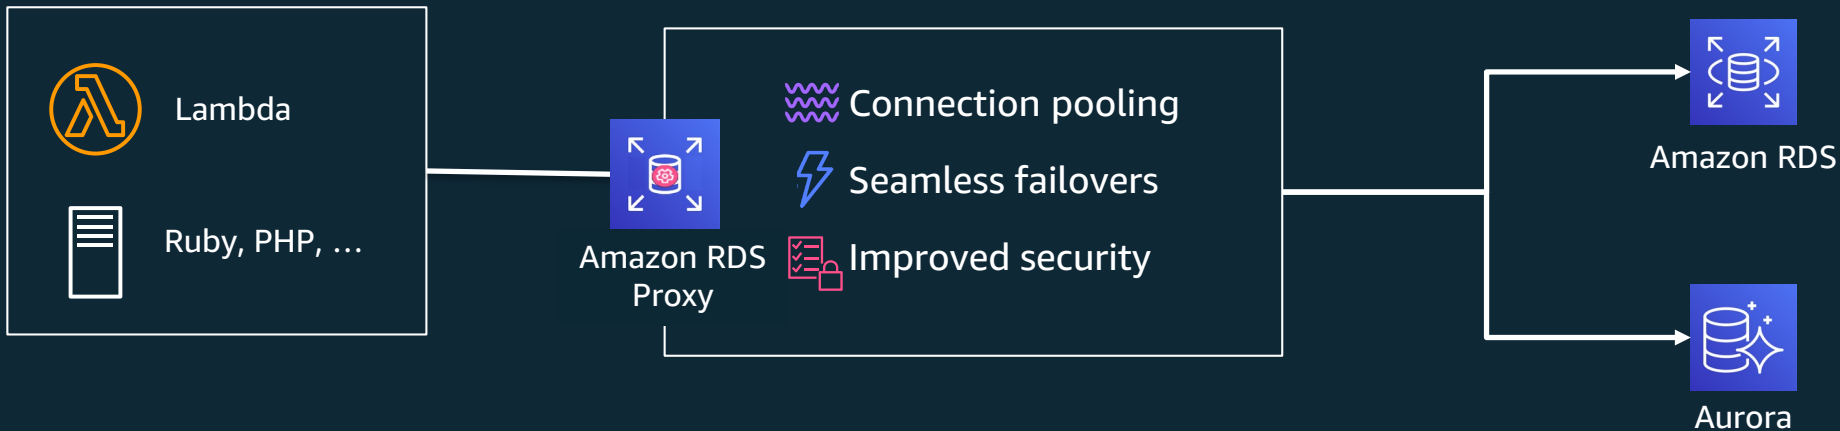 Lambda
Ruby, PHP, ...
Amazon RDS
Proxy
Connection pooling
Seamless failovers
Improved security
Amazon RDS
Aurora